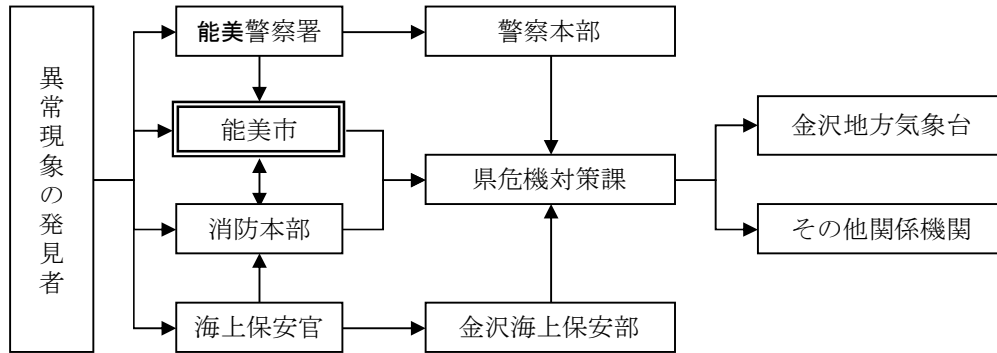 異常現象の発見者
能美警察署
警察本部
能美市
金沢地方気象台
県危機対策課
消防本部
その他関係機関
海上保安官
金沢海上保安部